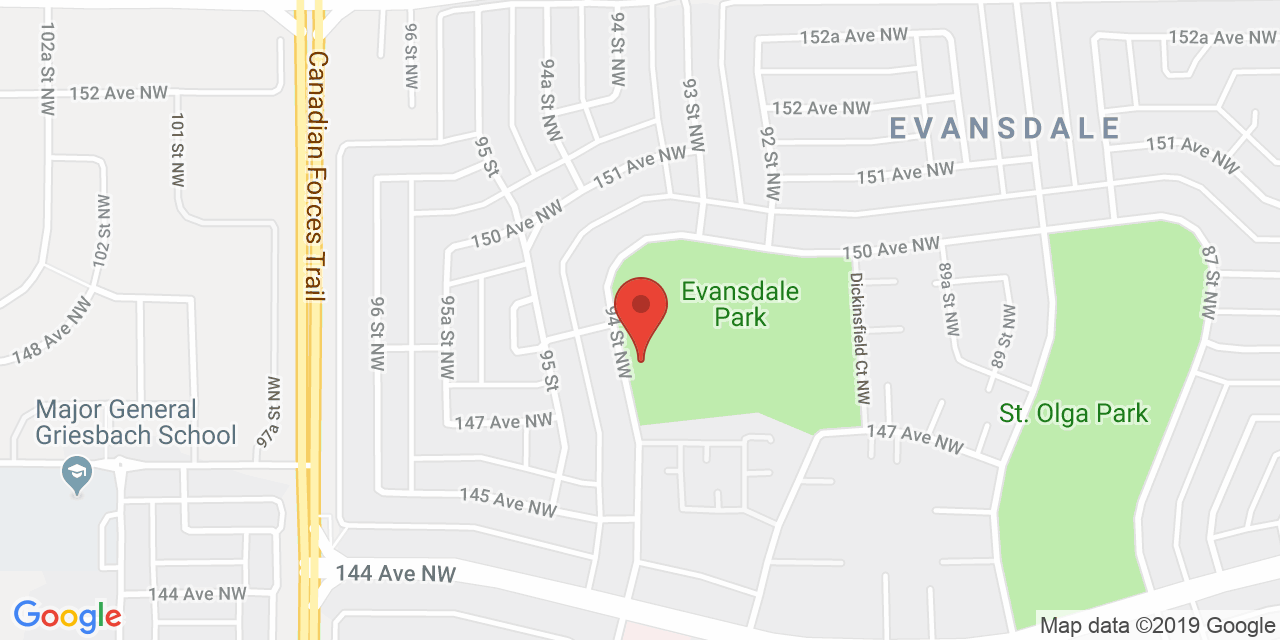 102a St NW
152 Ave NW
101 St NW
102 St NW
148 Ave NW
97a St NW
Major General
Griesbach School
144 Ave NW
Canadian Forces Trail
96 St NW
94a St NW
94 St NW
93 St NW
95 St
151 Ave NW
150 Ave NW
92 St NW
152a Ave NW
152 Ave NW
151 Ave NW
EVANSDALE
152a Ave NW
151 Ave NW
150 Ave NW
87 St NW
89a St NW
89 St NW
Dickinsfield Ct NW
Evansdale
Park
94 St NW
96 St NW
95a St NW
95 St
147 Ave NW
147 Ave NW
St. Olga Park
145 Ave NW
144 Ave NW
Google
Map data ©2019 Google